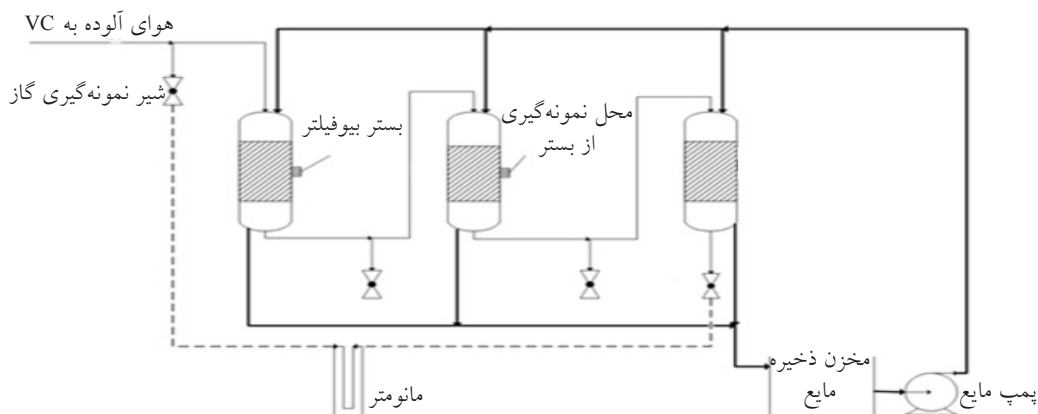 هوای آلوده به VC
شیر نمونه‌گیری گاز
بستر بیوفیلتر
محل نمونه‌گیری
از بستر
مانومتر
مخزن ذخیره
مایع
پمپ مایع